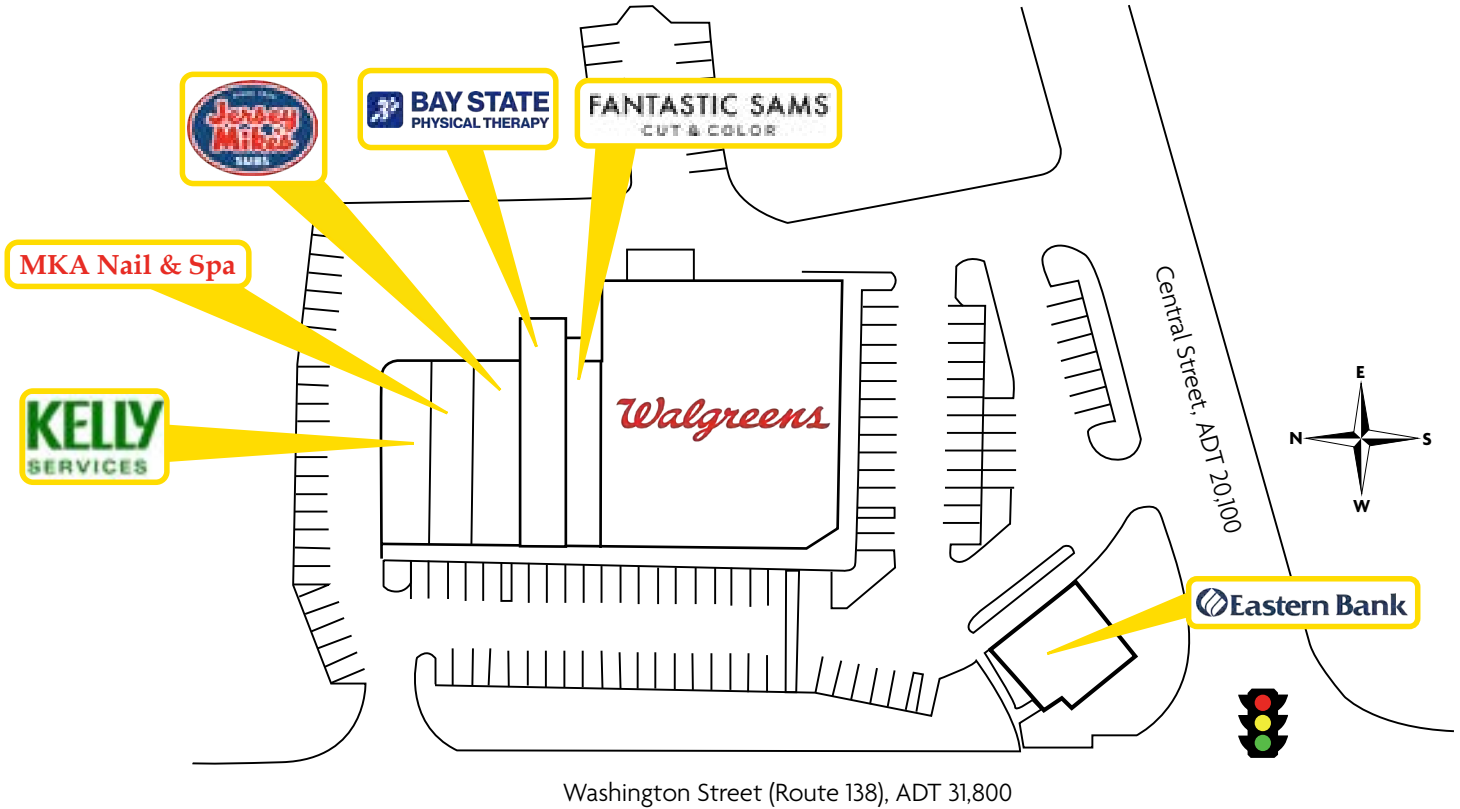 Jersey
Mike's
SUBS
BAY STATE
PHYSICAL THERAPY
FANTASTIC SAMS
CUT & COLOR
MKA Nail & Spa
KELLY
SERVICES
Walgreens
Central Street, ADT 20,100
E
N
S
W
Eastern Bank
Washington Street (Route 138), ADT 31,800